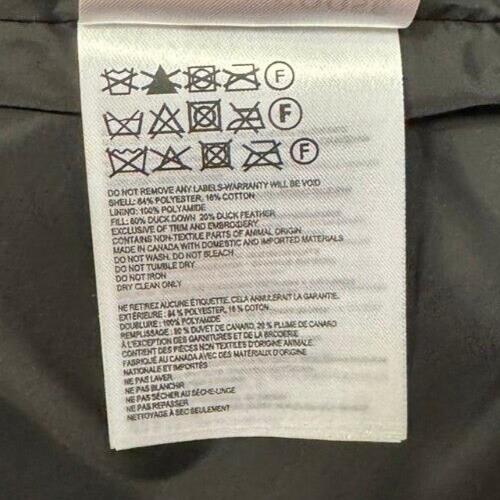 F
F
F
DO NOT REMOVE ANY LABELS-WARRANTY WILL BE VOID
SHELL: 84% POLYESTER, 16% COTTON
LINING: 100% POLYAMIDE
FILL: 80% DUCK DOWN 20% DUCK FEATHER
EXCLUSIVE OF TRIM AND EMBROIDERY
CONTAINS NON-TEXTILE PARTS OF ANIMAL ORIGIN
MADE IN CANADA WITH DOMESTIC AND IMPORTED MATERIALS
DO NOT WASH. DO NOT BLEACH
DO NOT TUMBLE DRY
DO NOT IRON
DRY CLEAN ONLY
NE RETIREZ AUCUNE ÉTIQUETTE, CELA ANNULERAIT LA GARANTIE.
EXTÉRIEURE : 84 % POLYESTER, 16 % COTON
DOUBLURE : 100% POLYAMIDE
REMPLISSAGE : 80 % DUVET DE CANARD, 20 % PLUME DE CANARD
À L'EXCEPTION DES GARNITURES ET DE LA BRODERIE
CONTIENT DES PIÈCES NON TEXTILES D'ORIGINE ANIMALE.
FABRIQUÉ AU CANADA AVEC DES MATÉRIAUX D'ORIGINE
NATIONALE ET IMPORTÉS
NE PAS LAVER
NE PAS BLANCHIR
NE PAS SÉCHER AU SÈCHE-LINGE
NE PAS REPASSER
NETTOYAGE À SEC SEULEMENT